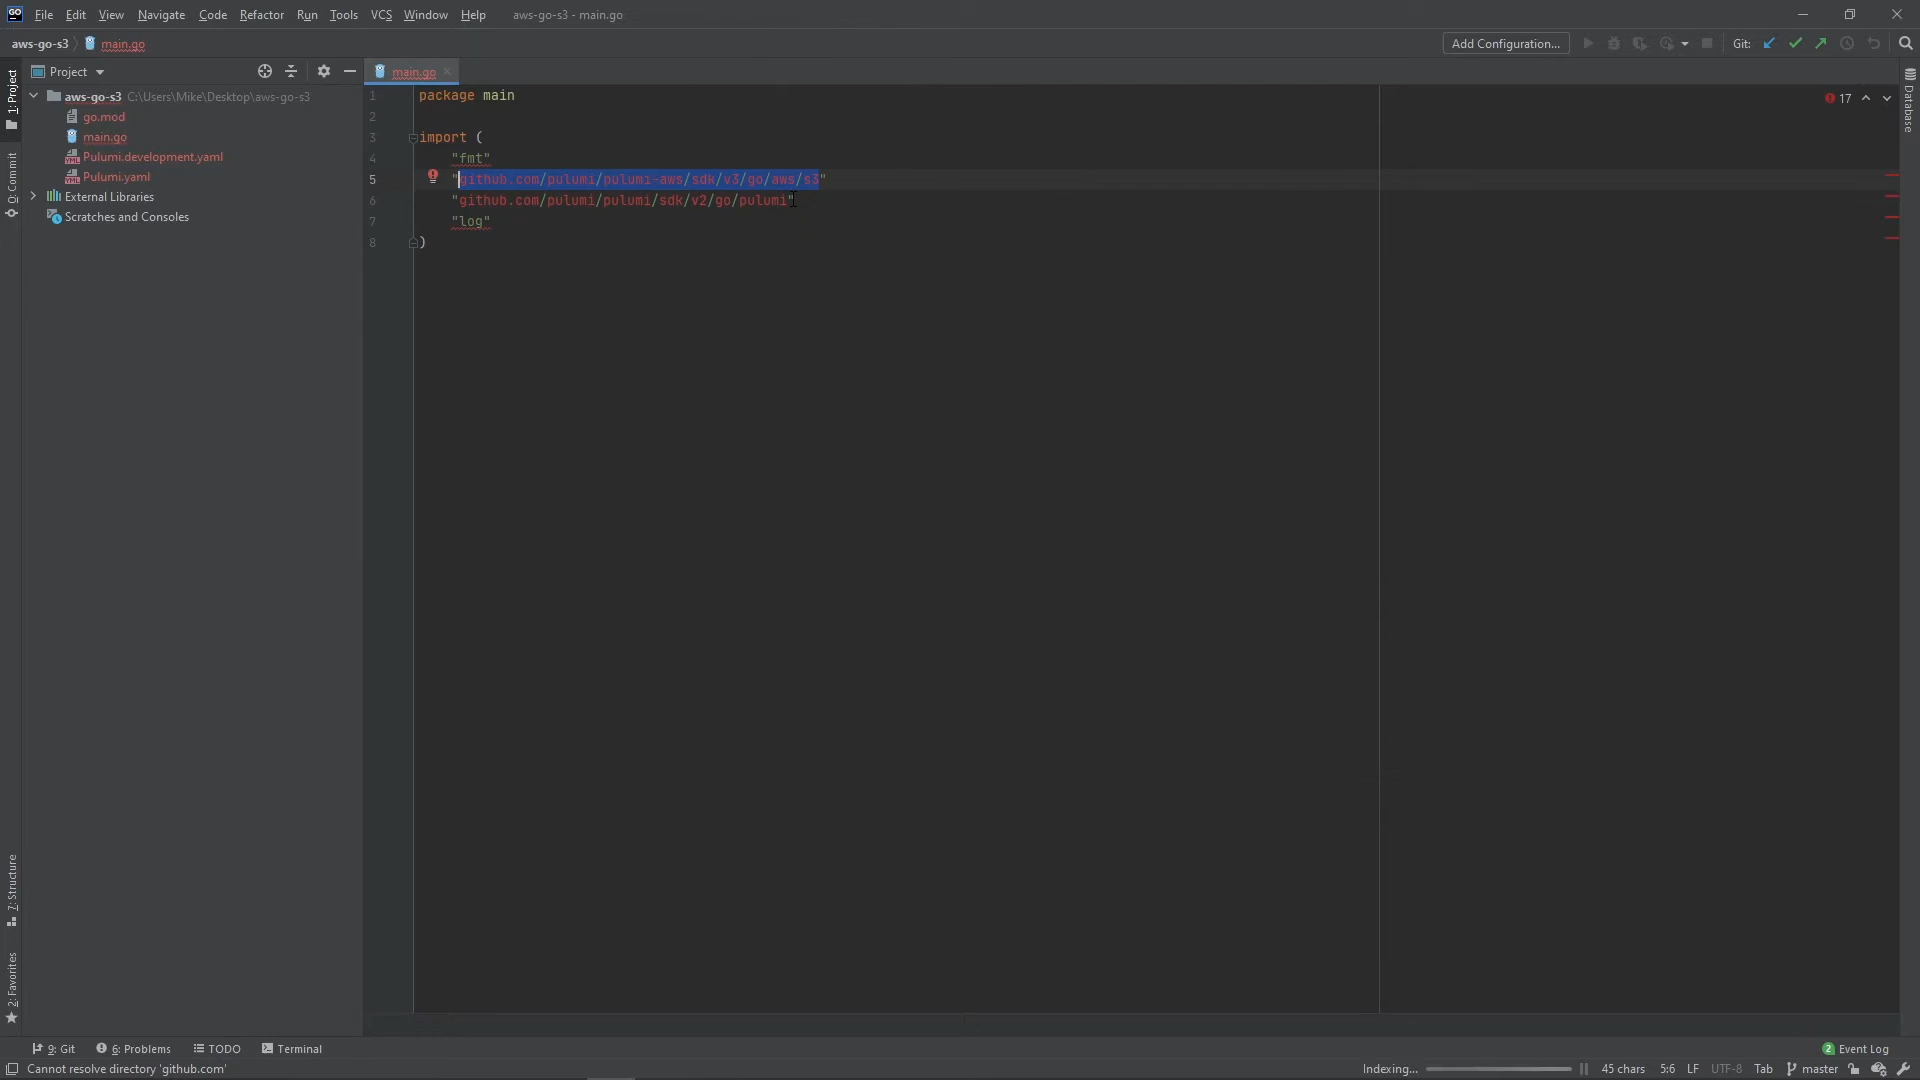 GO File Edit View Navigate Code Refactor Run Tools VCS Window Help aws-go-s3 - main.go
aws-go-s3 main.go Add Configuration... Git:
Project main.go
1: Project
aws-go-s3 C:\Users\Mike\Desktop\aws-go-s3
go.mod
main.go
Pulumi.development.yaml
Pulumi.yaml
External Libraries
Scratches and Consoles
0: Commit
7: Structure
2: Favorites
1 package main
2
3 import (
4 "fmt"
5 "github.com/pulumi/pulumi-aws/sdk/v3/go/aws/s3"
6 "github.com/pulumi/pulumi/sdk/v2/go/pulumi"
7 "log"
8 )
17
Database
9: Git 6: Problems TODO Terminal 2 Event Log
Cannot resolve directory 'github.com' Indexing... 45 chars 5:6 LF UTF-8 Tab master